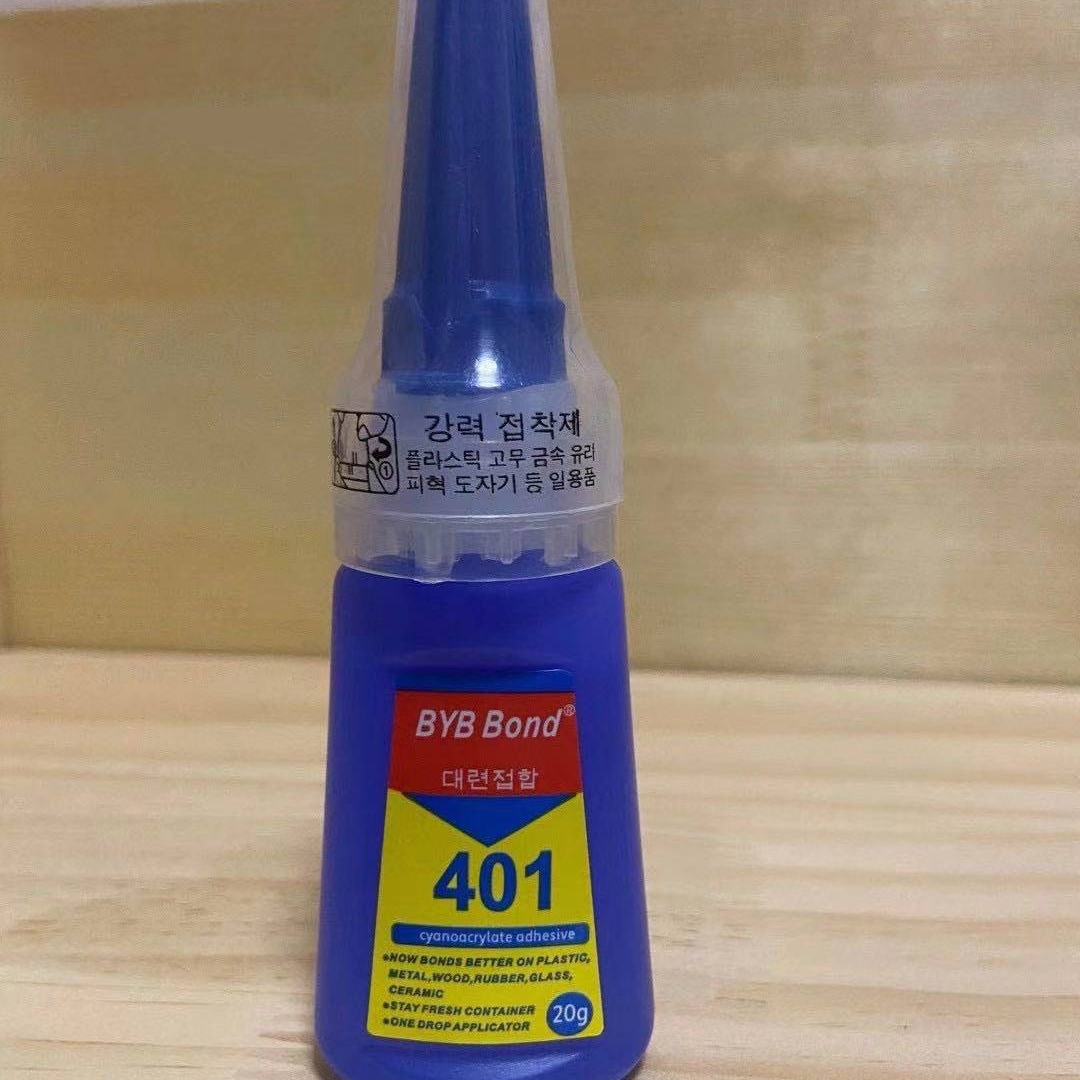 강력 접착제
플라스틱 고무 금속 유리
피혁 도자기 등 일용품
①
BYB Bond®
대련접합
401
cyanoacrylate adhesive
•NOW BONDS BETTER ON PLASTIC,
METAL,WOOD,RUBBER,GLASS,
CERAMIC
•STAY FRESH CONTAINER
•ONE DROP APPLICATOR
20g